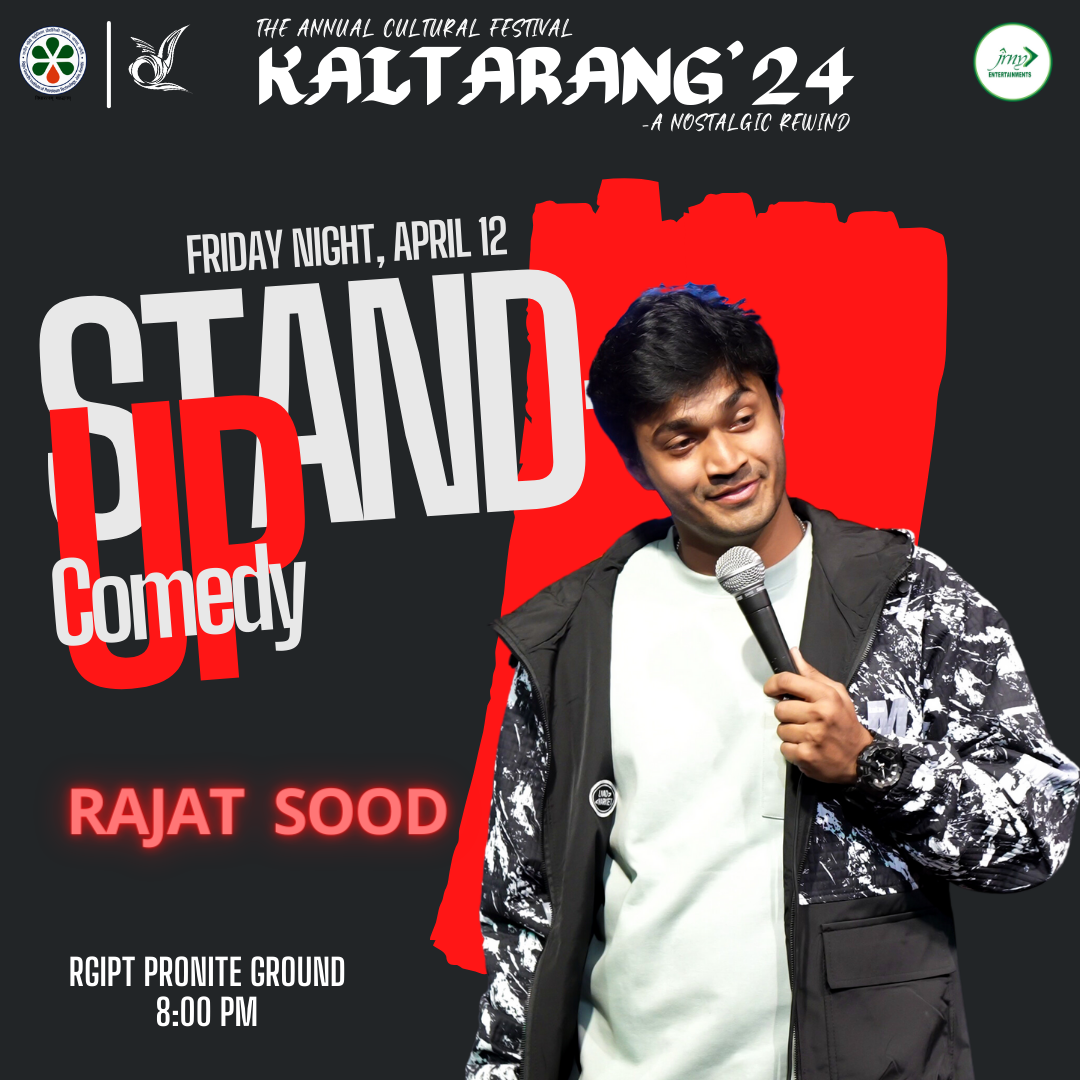 THE ANNUAL CULTURAL FESTIVAL
KALTARANG'24
-A NOSTALGIC REWIND
jrny
ENTERTAINMENTS
FRIDAY NIGHT, APRIL 12
STAND-
UP
Comedy
RAJAT SOOD
RGIPT PRONITE GROUND
8:00 PM